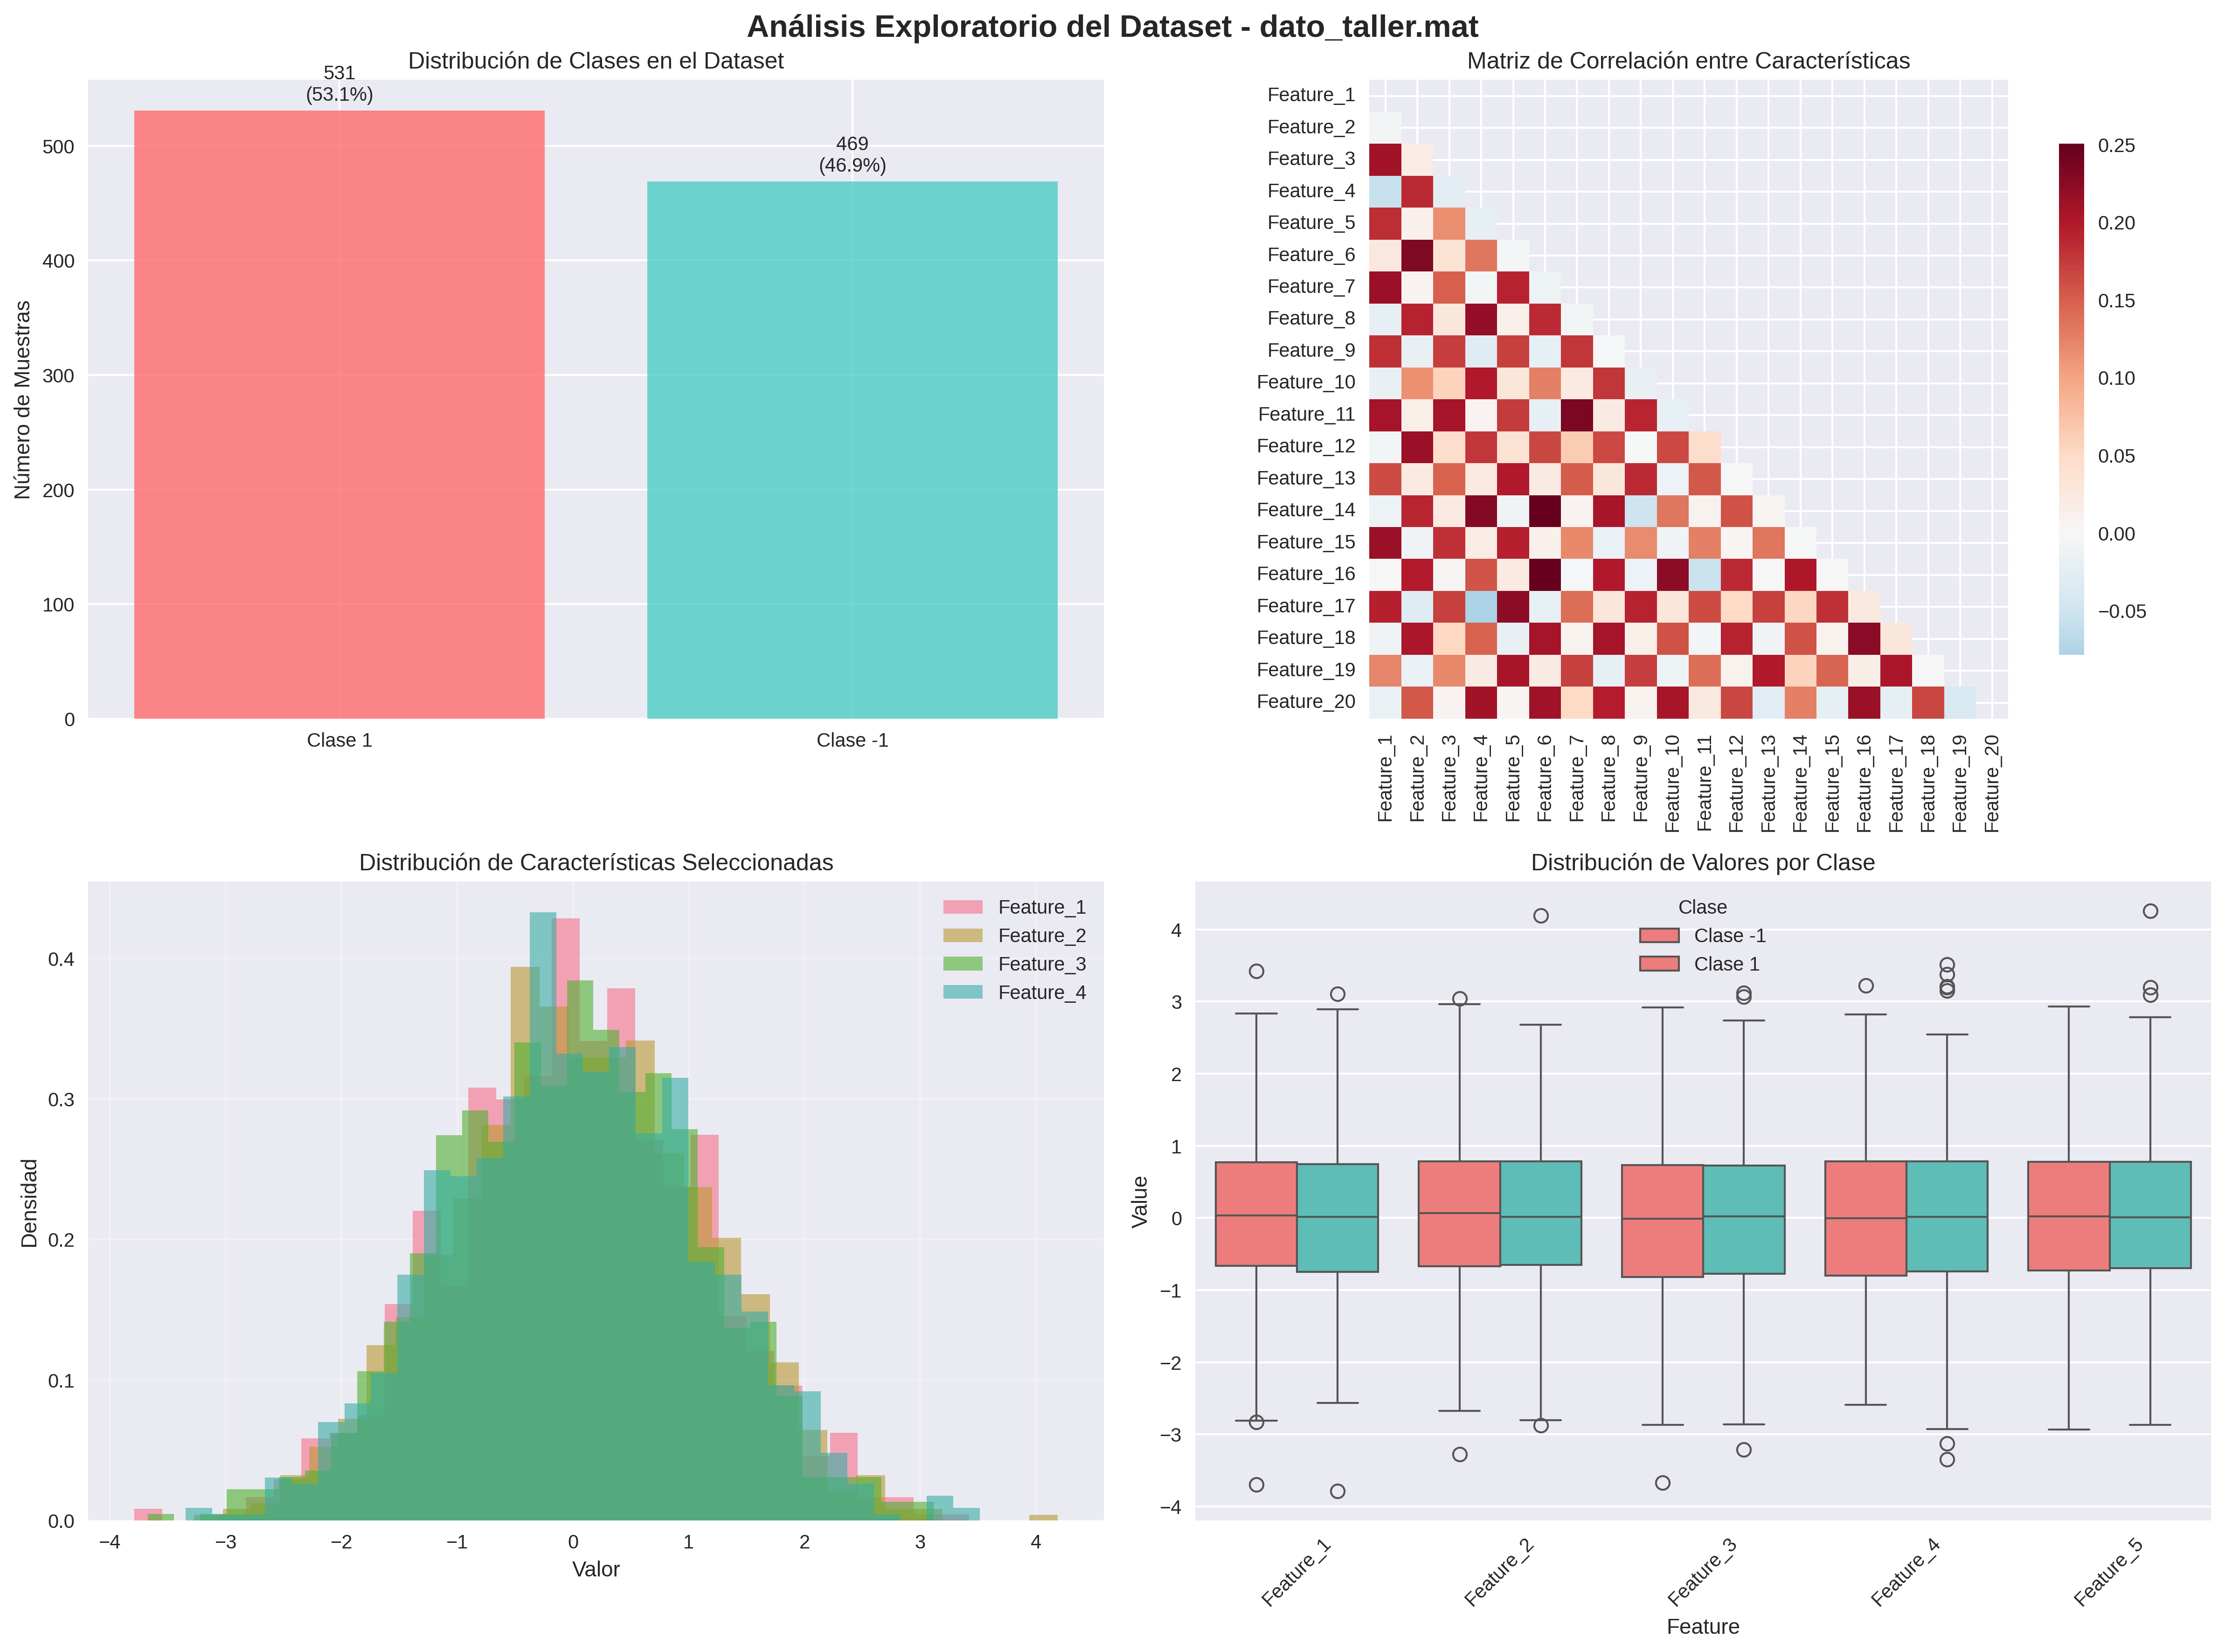 Análisis Exploratorio del Dataset - dato_taller.mat
Distribución de Clases en el Dataset
531
(53.1%)
469
(46.9%)
Número de Muestras
500
400
300
200
100
0
Clase 1
Clase -1
Matriz de Correlación entre Características
Feature_1
Feature_2
Feature_3
Feature_4
Feature_5
Feature_6
Feature_7
Feature_8
Feature_9
Feature_10
Feature_11
Feature_12
Feature_13
Feature_14
Feature_15
Feature_16
Feature_17
Feature_18
Feature_19
Feature_20
Feature_1
Feature_2
Feature_3
Feature_4
Feature_5
Feature_6
Feature_7
Feature_8
Feature_9
Feature_10
Feature_11
Feature_12
Feature_13
Feature_14
Feature_15
Feature_16
Feature_17
Feature_18
Feature_19
Feature_20
0.25
0.20
0.15
0.10
0.05
0.00
−0.05
Distribución de Características Seleccionadas
Feature_1
Feature_2
Feature_3
Feature_4
Densidad
0.4
0.3
0.2
0.1
0.0
−4
−3
−2
−1
0
1
2
3
4
Valor
Distribución de Valores por Clase
Clase
Clase -1
Clase 1
Value
4
3
2
1
0
−1
−2
−3
−4
Feature_1
Feature_2
Feature_3
Feature_4
Feature_5
Feature